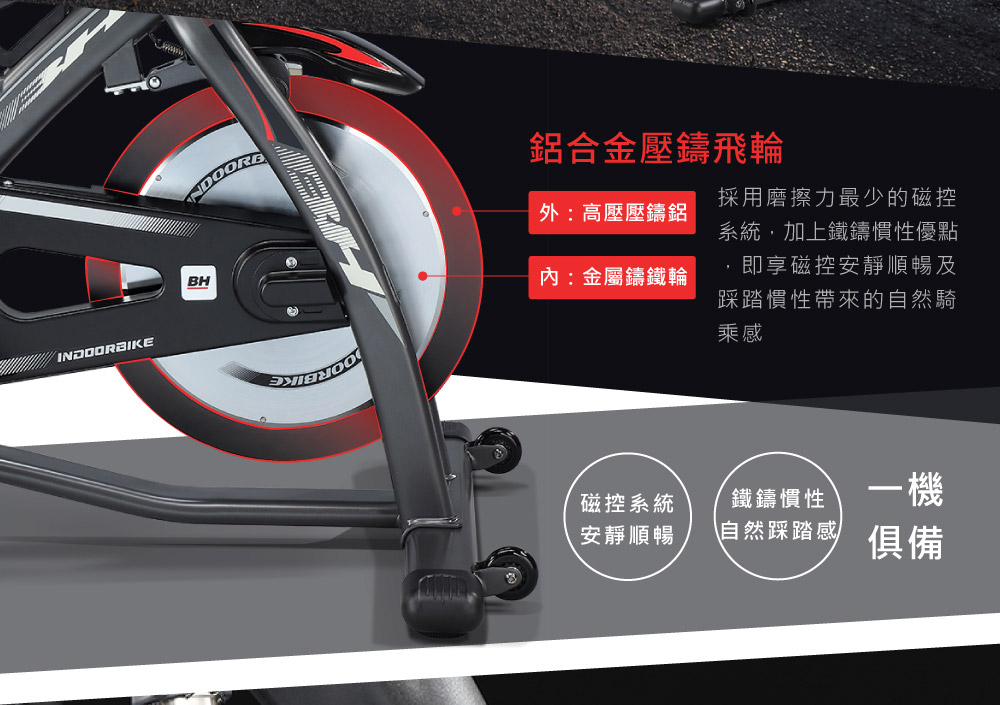 鋁合金壓鑄飛輪
外：高壓壓鑄鋁
內：金屬鑄鐵輪
採用磨擦力最少的磁控
系統，加上鐵鑄慣性優點
，即享磁控安靜順暢及
踩踏慣性帶來的自然騎
乘感
BH
INDOORBIKE
INDOORB
DOORBIKE
BH
磁控系統
安靜順暢
鐵鑄慣性
自然踩踏感
一機
俱備